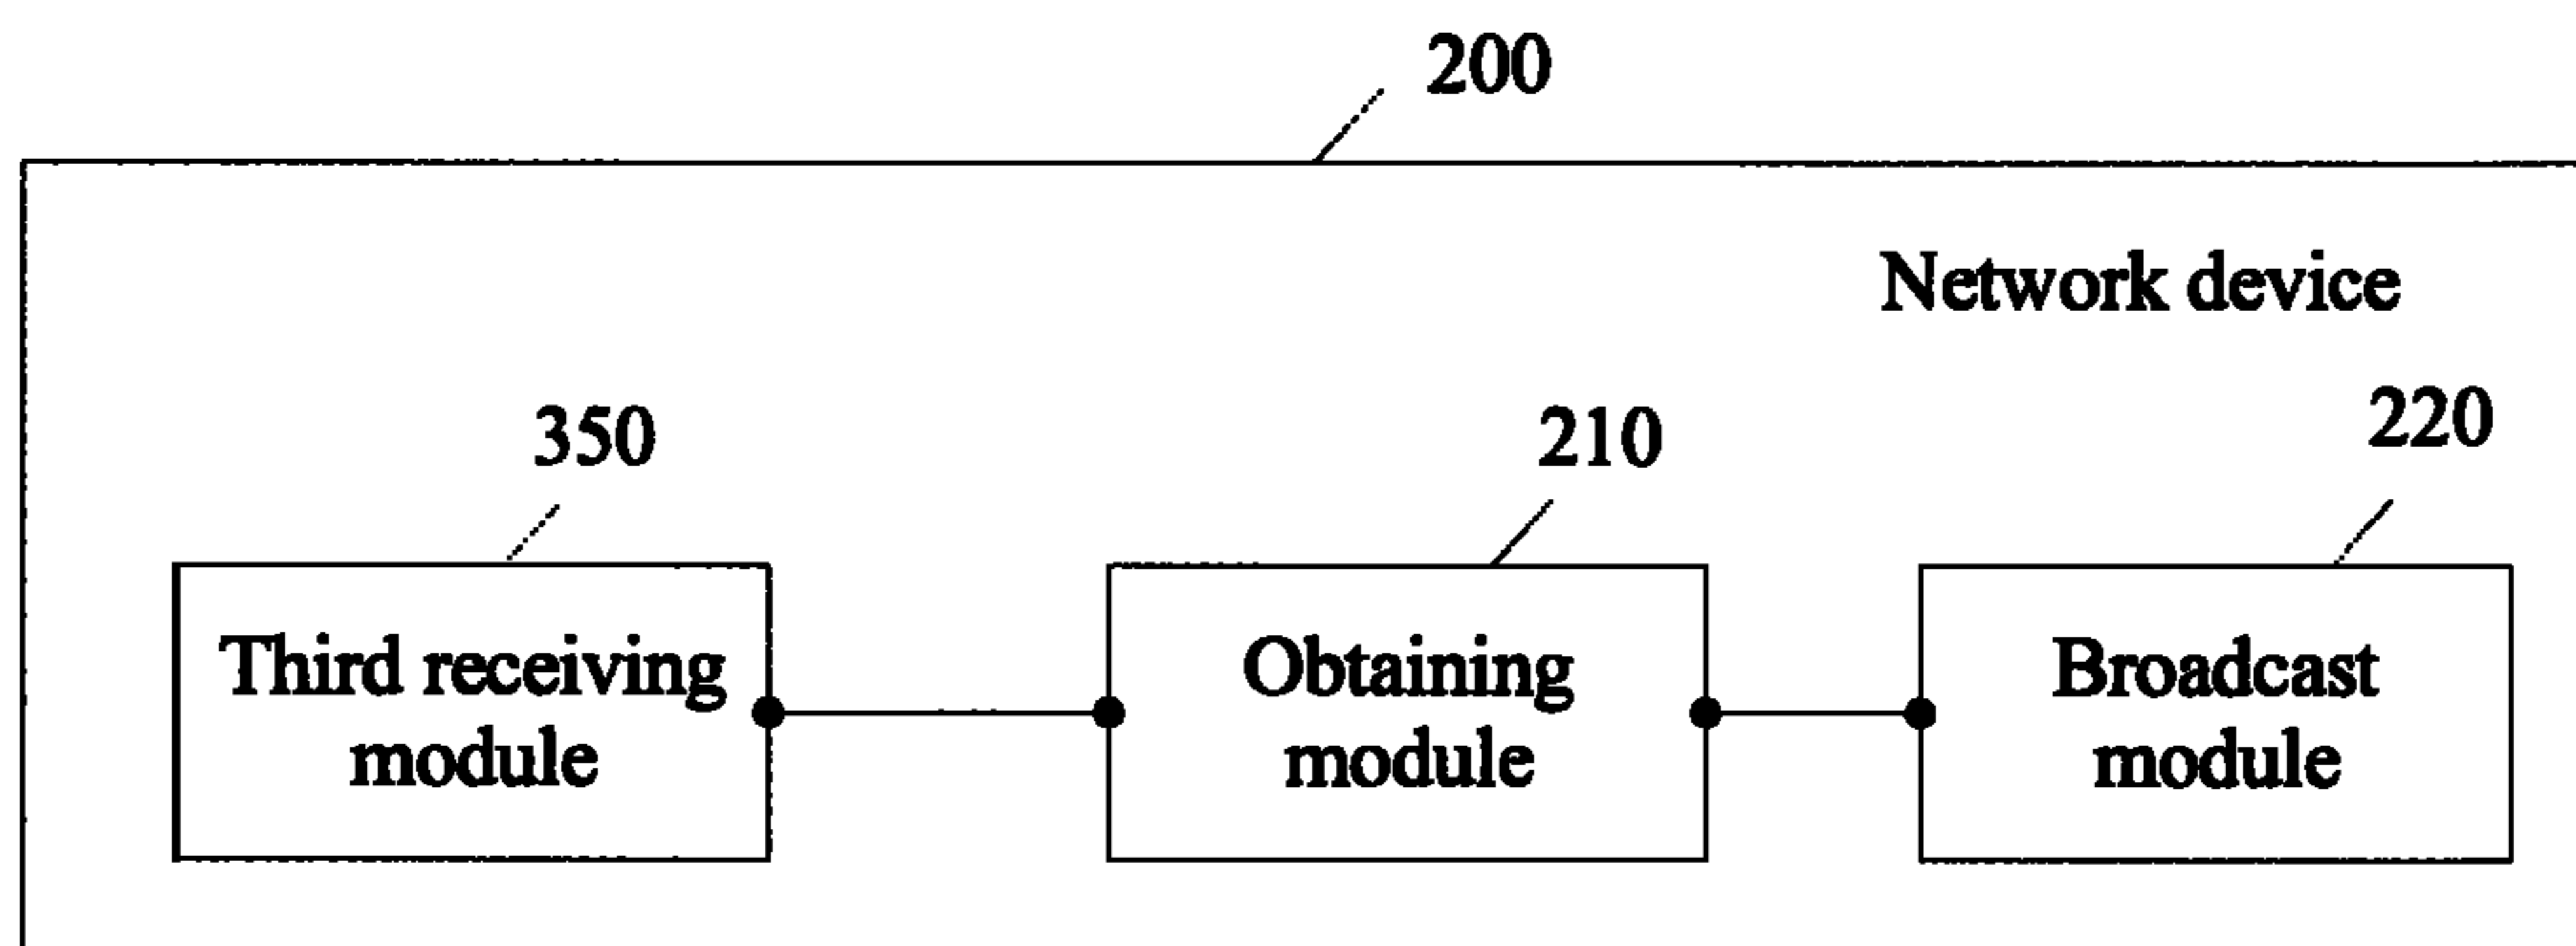 200
Network device
350
210
220
Third receiving
module
Obtaining
module
Broadcast
module